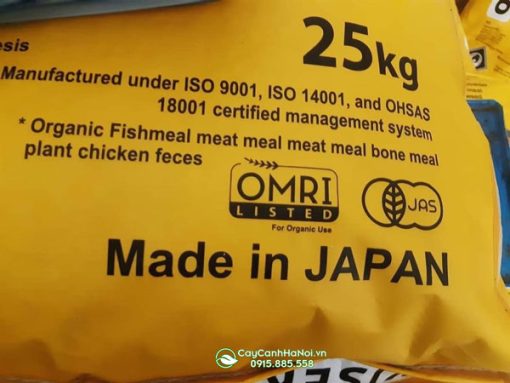 esis
25kg
Manufactured under ISO 9001, ISO 14001, and OHSAS
18001 certified management system
* Organic Fishmeal meat meal meat meal bone meal
plant chicken feces
OMRI
LISTED
For Organic Use
JAS
Made in JAPAN
CayCanhHaNoi.vn
0915.885.558